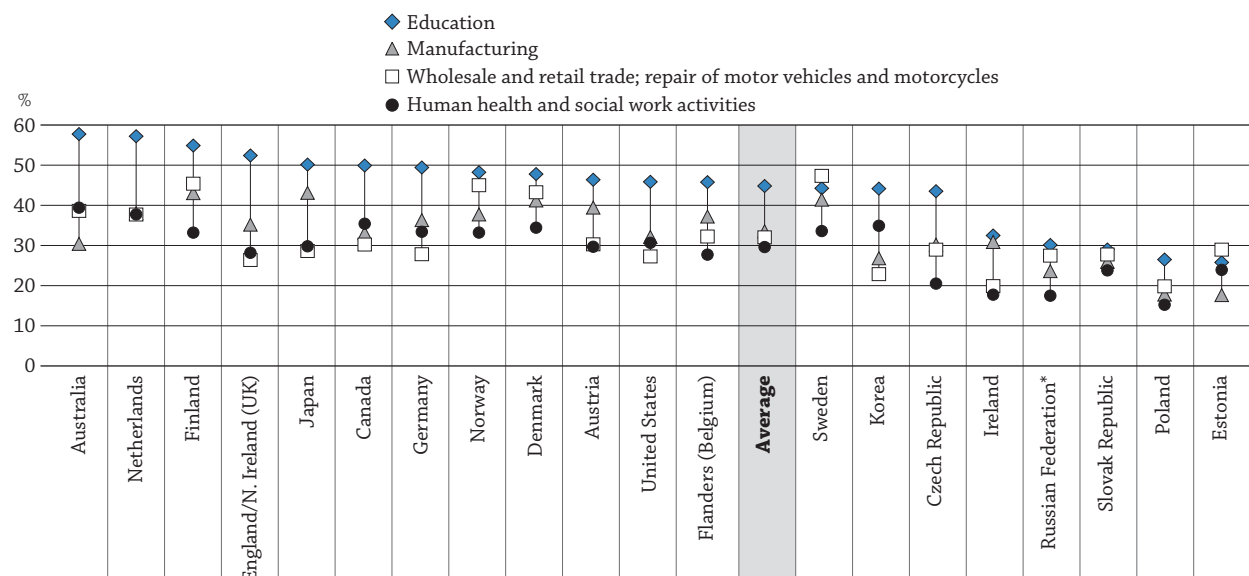 Education
Manufacturing
Wholesale and retail trade; repair of motor vehicles and motorcycles
Human health and social work activities
%
60
50
40
30
20
10
0
Australia
Netherlands
Finland
England/N. Ireland (UK)
Japan
Canada
Germany
Norway
Denmark
Austria
United States
Flanders (Belgium)
Average
Sweden
Korea
Czech Republic
Ireland
Russian Federation*
Slovak Republic
Poland
Estonia